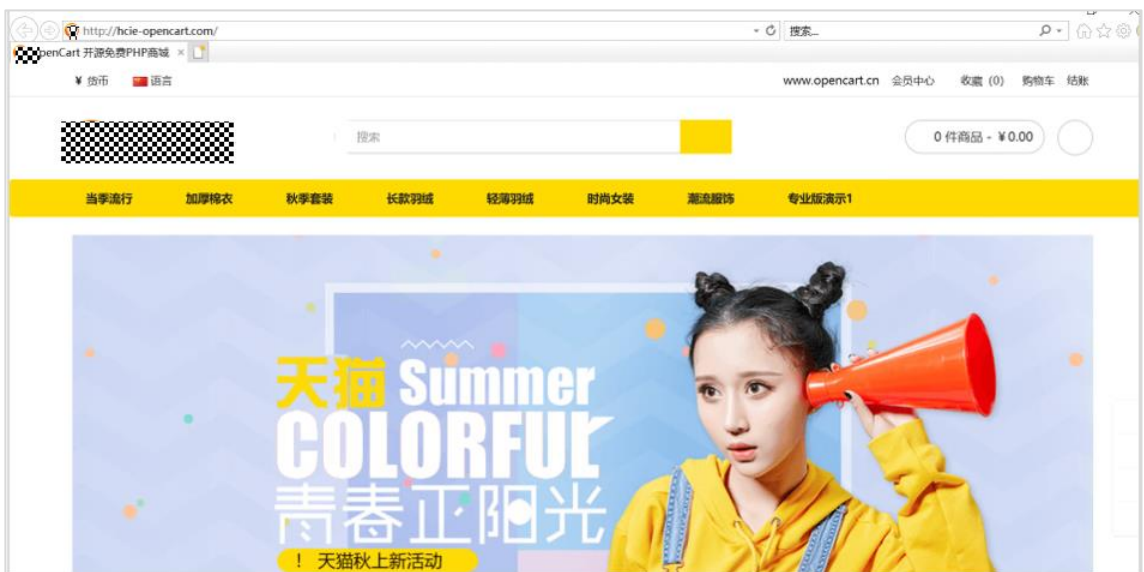 http://hcie-opencart.com/
搜索...
penCart 开源免费PHP商城 ×
¥ 货币 语言 www.opencart.cn 会员中心 收藏 (0) 购物车 结账
搜索
0 件商品 - ¥0.00
当季流行 加厚棉衣 秋季套装 长款羽绒 轻薄羽绒 时尚女装 潮流服饰 专业版演示1
天猫 Summer
COLORFUL
青春正阳光
！ 天猫秋上新活动